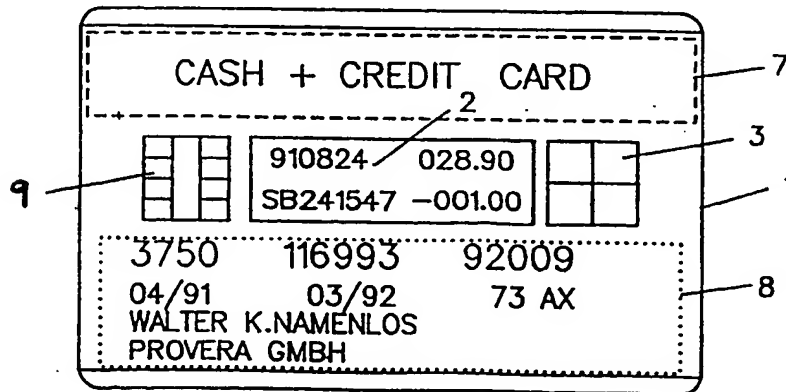 CASH + CREDIT CARD
7
2
910824 028.90
3
SB241547 -001.00
9
3750 116993 92009
04/91 03/92 73 AX
8
WALTER K.NAMENLOS
PROVERA GMBH